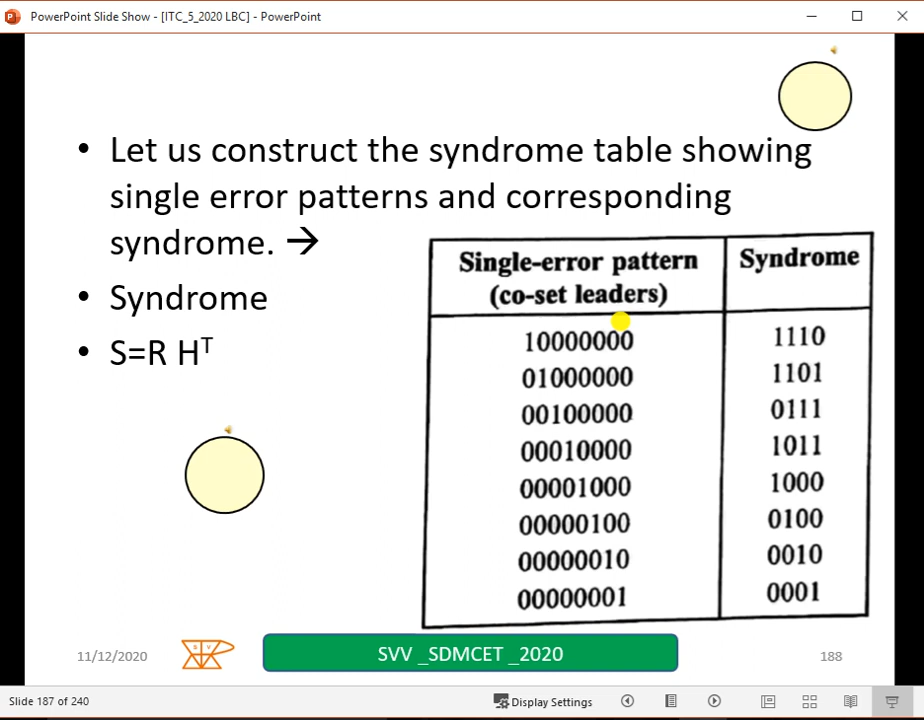 PowerPoint Slide Show - [ITC_5_2020 LBC] - PowerPoint
• Let us construct the syndrome table showing
single error patterns and corresponding
syndrome. →
• Syndrome
• S=R Hᵀ
Single-error pattern Syndrome
(co-set leaders)
10000000 1110
01000000 1101
00100000 0111
00010000 1011
00001000 1000
00000100 0100
00000010 0010
00000001 0001
11/12/2020 SVV _SDMCET _2020 188
Slide 187 of 240 Display Settings